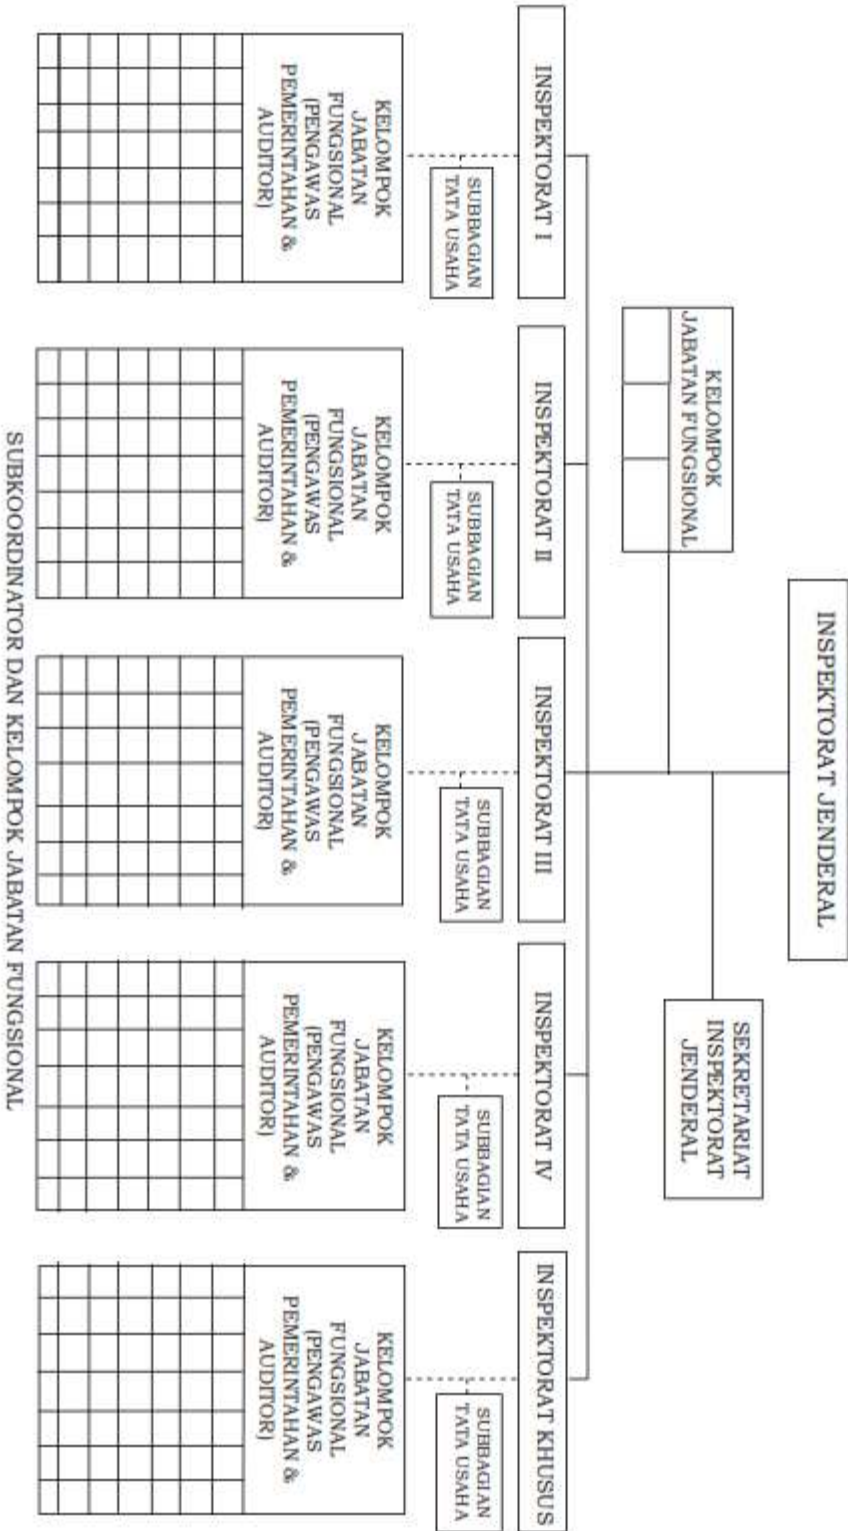 INSPEKTORAT JENDERAL
SEKRETARIAT
INSPEKTORAT
JENDERAL
KELOMPOK
JABATAN FUNGSIONAL
INSPEKTORAT I
INSPEKTORAT II
INSPEKTORAT III
INSPEKTORAT IV
INSPEKTORAT KHUSUS
SUBBAGIAN
TATA USAHA
SUBBAGIAN
TATA USAHA
SUBBAGIAN
TATA USAHA
SUBBAGIAN
TATA USAHA
SUBBAGIAN
TATA USAHA
KELOMPOK
JABATAN
FUNGSIONAL
(PENGAWAS
PEMERINTAHAN &
AUDITOR)
KELOMPOK
JABATAN
FUNGSIONAL
(PENGAWAS
PEMERINTAHAN &
AUDITOR)
KELOMPOK
JABATAN
FUNGSIONAL
(PENGAWAS
PEMERINTAHAN &
AUDITOR)
KELOMPOK
JABATAN
FUNGSIONAL
(PENGAWAS
PEMERINTAHAN &
AUDITOR)
KELOMPOK
JABATAN
FUNGSIONAL
(PENGAWAS
PEMERINTAHAN &
AUDITOR)
SUBKOORDINATOR DAN KELOMPOK JABATAN FUNGSIONAL